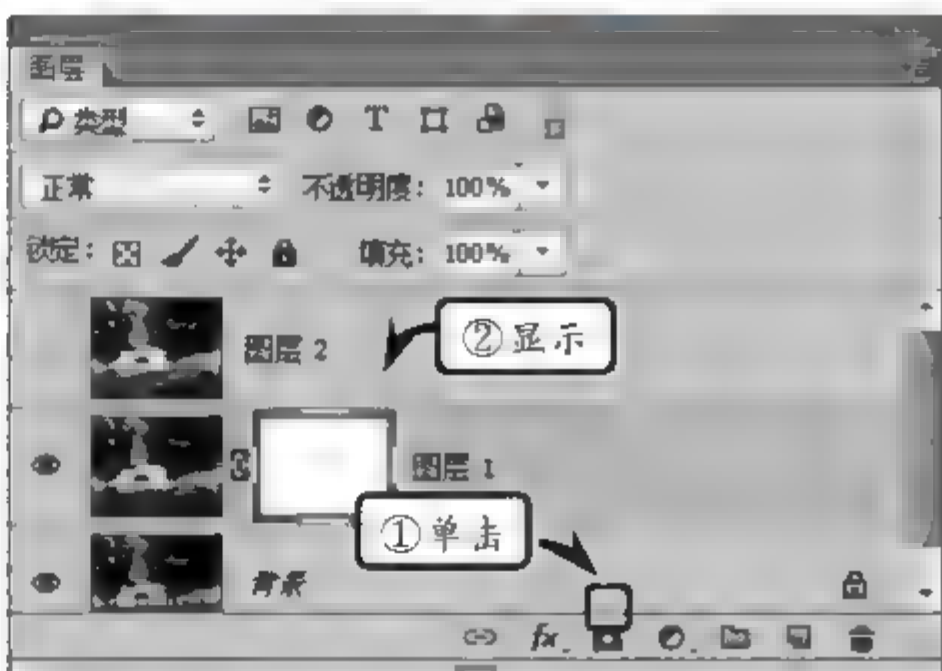 图层
类型 T
正常 不透明度： 100%
锁定： 填充： 100%
图层 2 ②显示
图层 1
①单击
背景
fx.